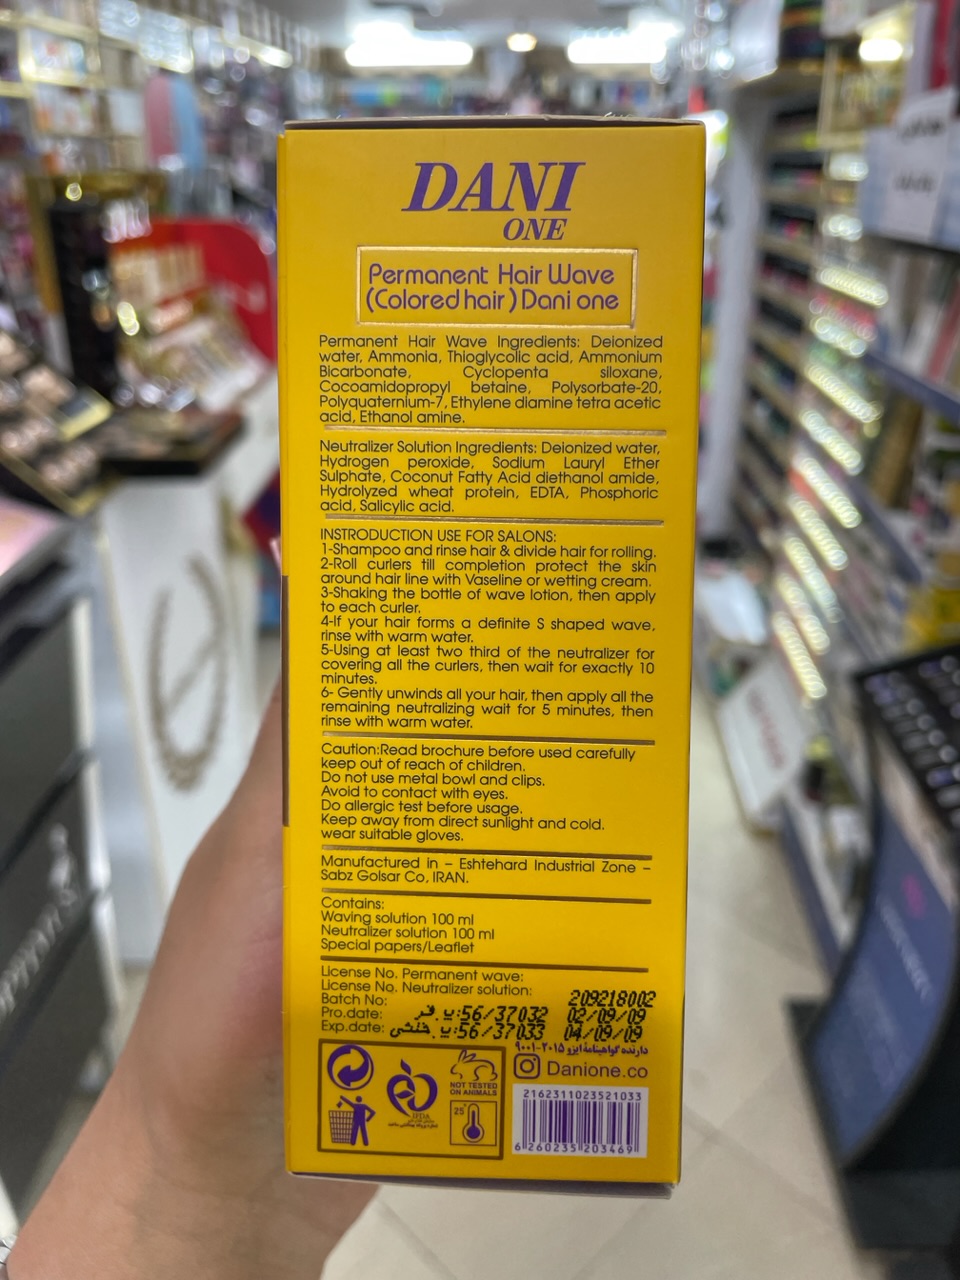 DANI
ONE
Permanent Hair Wave
(Colored hair) Dani one
Permanent Hair Wave Ingredients: Deionized
water, Ammonia, Thioglycolic acid, Ammonium
Bicarbonate, Cyclopenta siloxane,
Cocoamidopropyl betaine, Polysorbate-20,
Polyquaternium-7, Ethylene diamine tetra acetic
acid, Ethanol amine.
Neutralizer Solution Ingredients: Deionized water,
Hydrogen peroxide, Sodium Lauryl Ether
Sulphate, Coconut Fatty Acid diethanol amide,
Hydrolyzed wheat protein, EDTA, Phosphoric
acid, Salicylic acid.
INSTRODUCTION USE FOR SALONS:
1-Shampoo and rinse hair & divide hair for rolling.
2-Roll curlers till completion protect the skin
around hair line with Vaseline or wetting cream.
3-Shaking the bottle of wave lotion, then apply
to each curler.
4-If your hair forms a definite S shaped wave,
rinse with warm water.
5-Using at least two third of the neutralizer for
covering all the curlers, then wait for exactly 10
minutes.
6- Gently unwinds all your hair, then apply all the
remaining neutralizing wait for 5 minutes, then
rinse with warm water.
Caution:Read brochure before used carefully
keep out of reach of children.
Do not use metal bowl and clips.
Avoid to contact with eyes.
Do allergic test before usage.
Keep away from direct sunlight and cold.
wear suitable gloves.
Manufactured in – Eshtehard Industrial Zone –
Sabz Golsar Co, IRAN.
Contains:
Waving solution 100 ml
Neutralizer solution 100 ml
Special papers/Leaflet
License No. Permanent wave:
License No. Neutralizer solution:
Batch No: 209218002
Pro.date: فر.پ:56/37032 02/09/09
Exp.date: خنثی.پ:56/37033 04/09/09
دارنده گواهینامه ایزو ۲۰۱۵-۹۰۰۱
Danione.co
NOT TESTED
ON ANIMALS
IPDA
25°
2162311023521033
6 260235 203469